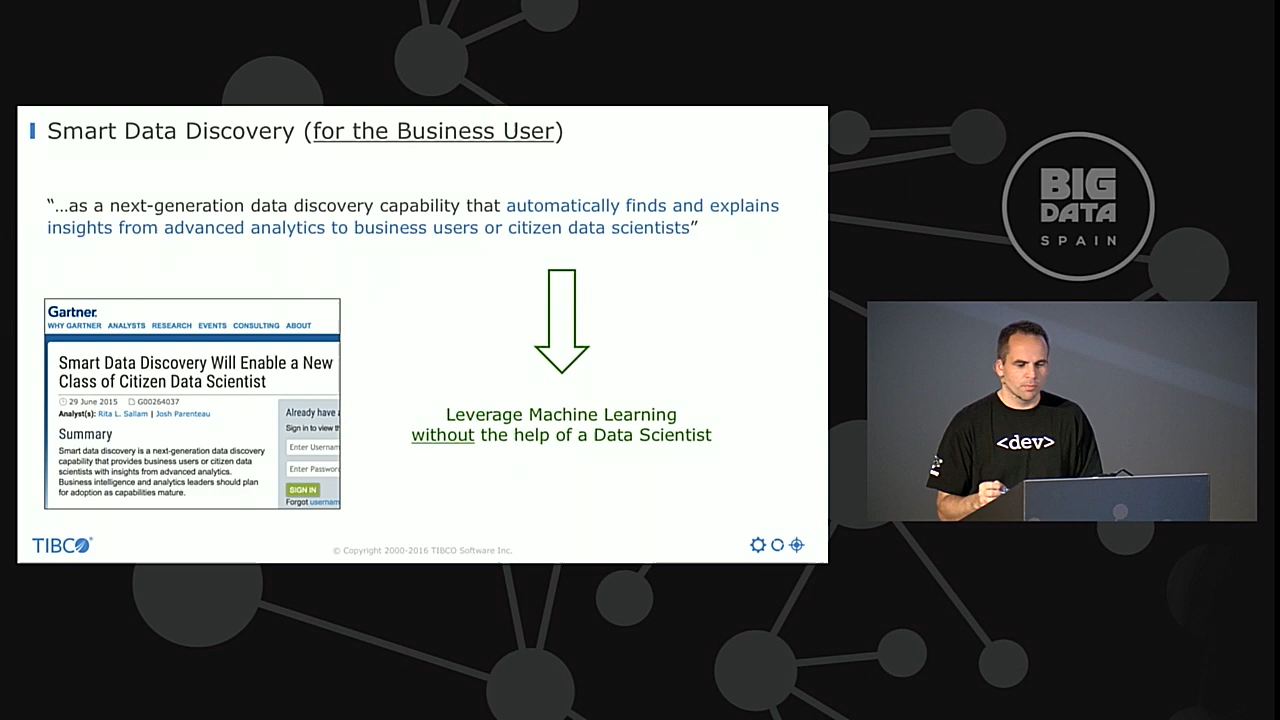 Smart Data Discovery (for the Business User)
“...as a next-generation data discovery capability that automatically finds and explains
insights from advanced analytics to business users or citizen data scientists”
Gartner.
WHY GARTNER ANALYSTS RESEARCH EVENTS CONSULTING ABOUT
Smart Data Discovery Will Enable a New
Class of Citizen Data Scientist
29 June 2015 G00264037
Analyst(s): Rita L. Sallam | Josh Parenteau
Summary
Smart data discovery is a next-generation data discovery
capability that provides business users or citizen data
scientists with insights from advanced analytics.
Business intelligence and analytics leaders should plan
for adoption as capabilities mature.
Already have
Sign in to view
Enter
Enter
SIGN IN
Forgot
Leverage Machine Learning
without the help of a Data Scientist
TIBCO®
© Copyright 2000-2016 TIBCO Software Inc.
BIG
DATA
SPAIN
<dev>